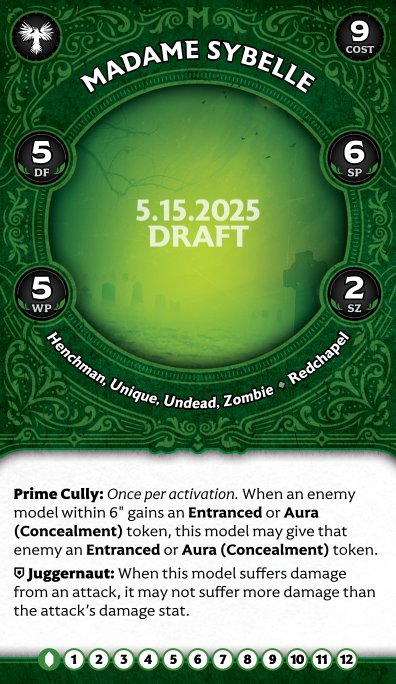 MADAME SYBELLE
9
COST
5
DF
6
SP
5.15.2025
DRAFT
5
WP
2
SZ
Henchman, Unique, Undead, Zombie ♦ Redchapel
Prime Cully: Once per activation. When an enemy
model within 6" gains an Entranced or Aura
(Concealment) token, this model may give that
enemy an Entranced or Aura (Concealment) token.
Juggernaut: When this model suffers damage
from an attack, it may not suffer more damage than
the attack’s damage stat.
1 2 3 4 5 6 7 8 9 10 11 12